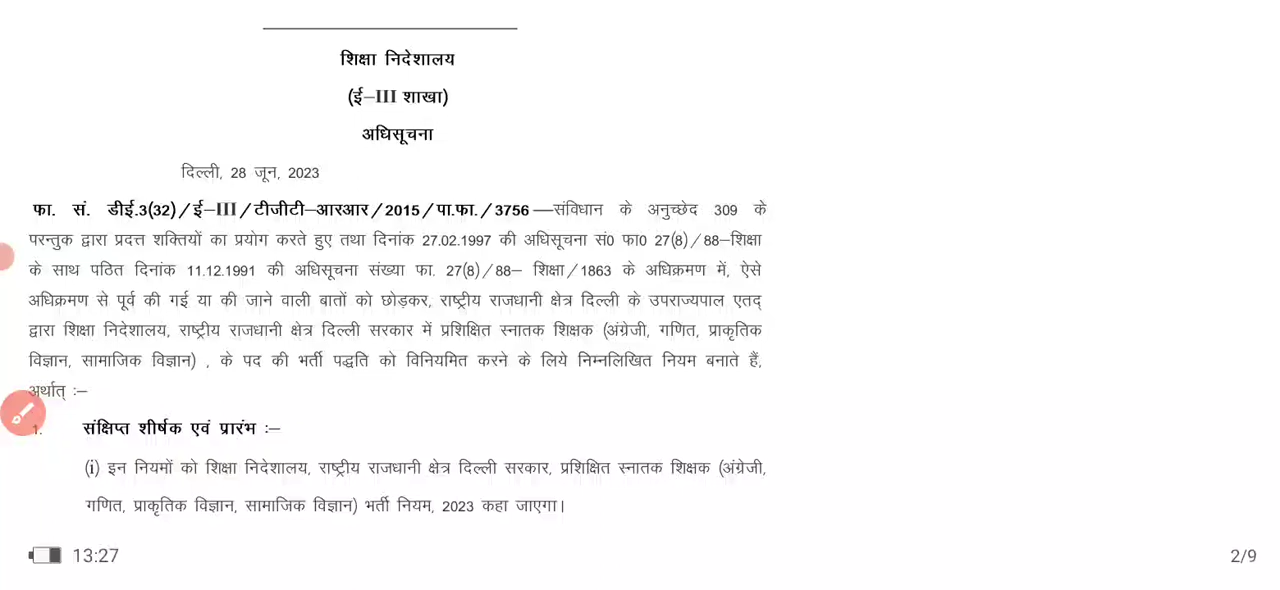 शिक्षा निदेशालय
(ई–III शाखा)
अधिसूचना
दिल्ली, 28 जून, 2023
फा. सं. डीई.3(32)/ई–III/टीजीटी–आरआर/2015/पा.फा./3756 —संविधान के अनुच्छेद 309 के
परन्तुक द्वारा प्रदत्त शक्तियों का प्रयोग करते हुए तथा दिनांक 27.02.1997 की अधिसूचना सं0 फा0 27(8)/88–शिक्षा
के साथ पठित दिनांक 11.12.1991 की अधिसूचना संख्या फा. 27(8)/88– शिक्षा/1863 के अधिक्रमण में, ऐसे
अधिक्रमण से पूर्व की गई या की जाने वाली बातों को छोड़कर, राष्ट्रीय राजधानी क्षेत्र दिल्ली के उपराज्यपाल एतद्
द्वारा शिक्षा निदेशालय, राष्ट्रीय राजधानी क्षेत्र दिल्ली सरकार में प्रशिक्षित स्नातक शिक्षक (अंग्रेजी, गणित, प्राकृतिक
विज्ञान, सामाजिक विज्ञान) , के पद की भर्ती पद्धति को विनियमित करने के लिये निम्नलिखित नियम बनाते हैं,
अर्थात् :–
1. संक्षिप्त शीर्षक एवं प्रारंभ :–
(i) इन नियमों को शिक्षा निदेशालय, राष्ट्रीय राजधानी क्षेत्र दिल्ली सरकार, प्रशिक्षित स्नातक शिक्षक (अंग्रेजी,
गणित, प्राकृतिक विज्ञान, सामाजिक विज्ञान) भर्ती नियम, 2023 कहा जाएगा।
13:27
2/9